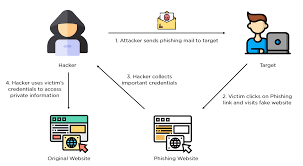 1. Attacker sends phishing mail to target
Hacker
Target
4. Hacker uses victim's
credentials to access
private information
3. Hacker collects
important credentials
2. Victim clicks on Phishing
link and visits fake website
Original Website
Phishing Website